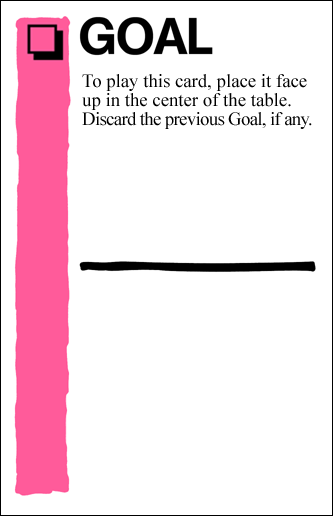 GOAL
To play this card, place it face
up in the center of the table.
Discard the previous Goal, if any.